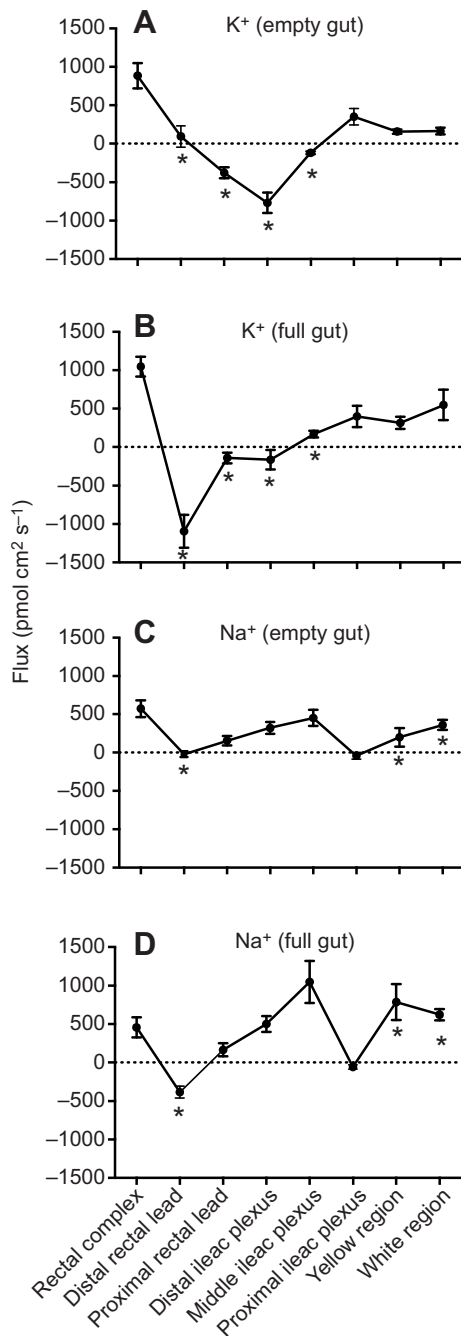 A
K+ (empty gut)
1000
500
0
–500
–1000
–1500
*
*
*
*
B
K+ (full gut)
1500
1000
500
0
–500
–1000
–1500
*
*
*
*
C
Na+ (empty gut)
1500
1000
500
0
–500
–1000
–1500
*
*
*
D
Na+ (full gut)
1500
1000
500
0
–500
–1000
–1500
*
*
*
Flux (pmol cm² s⁻¹)
Rectal complex
Distal rectal lead
Proximal rectal lead
Distal ileac plexus
Middle ileac plexus
Proximal ileac plexus
Yellow region
White region